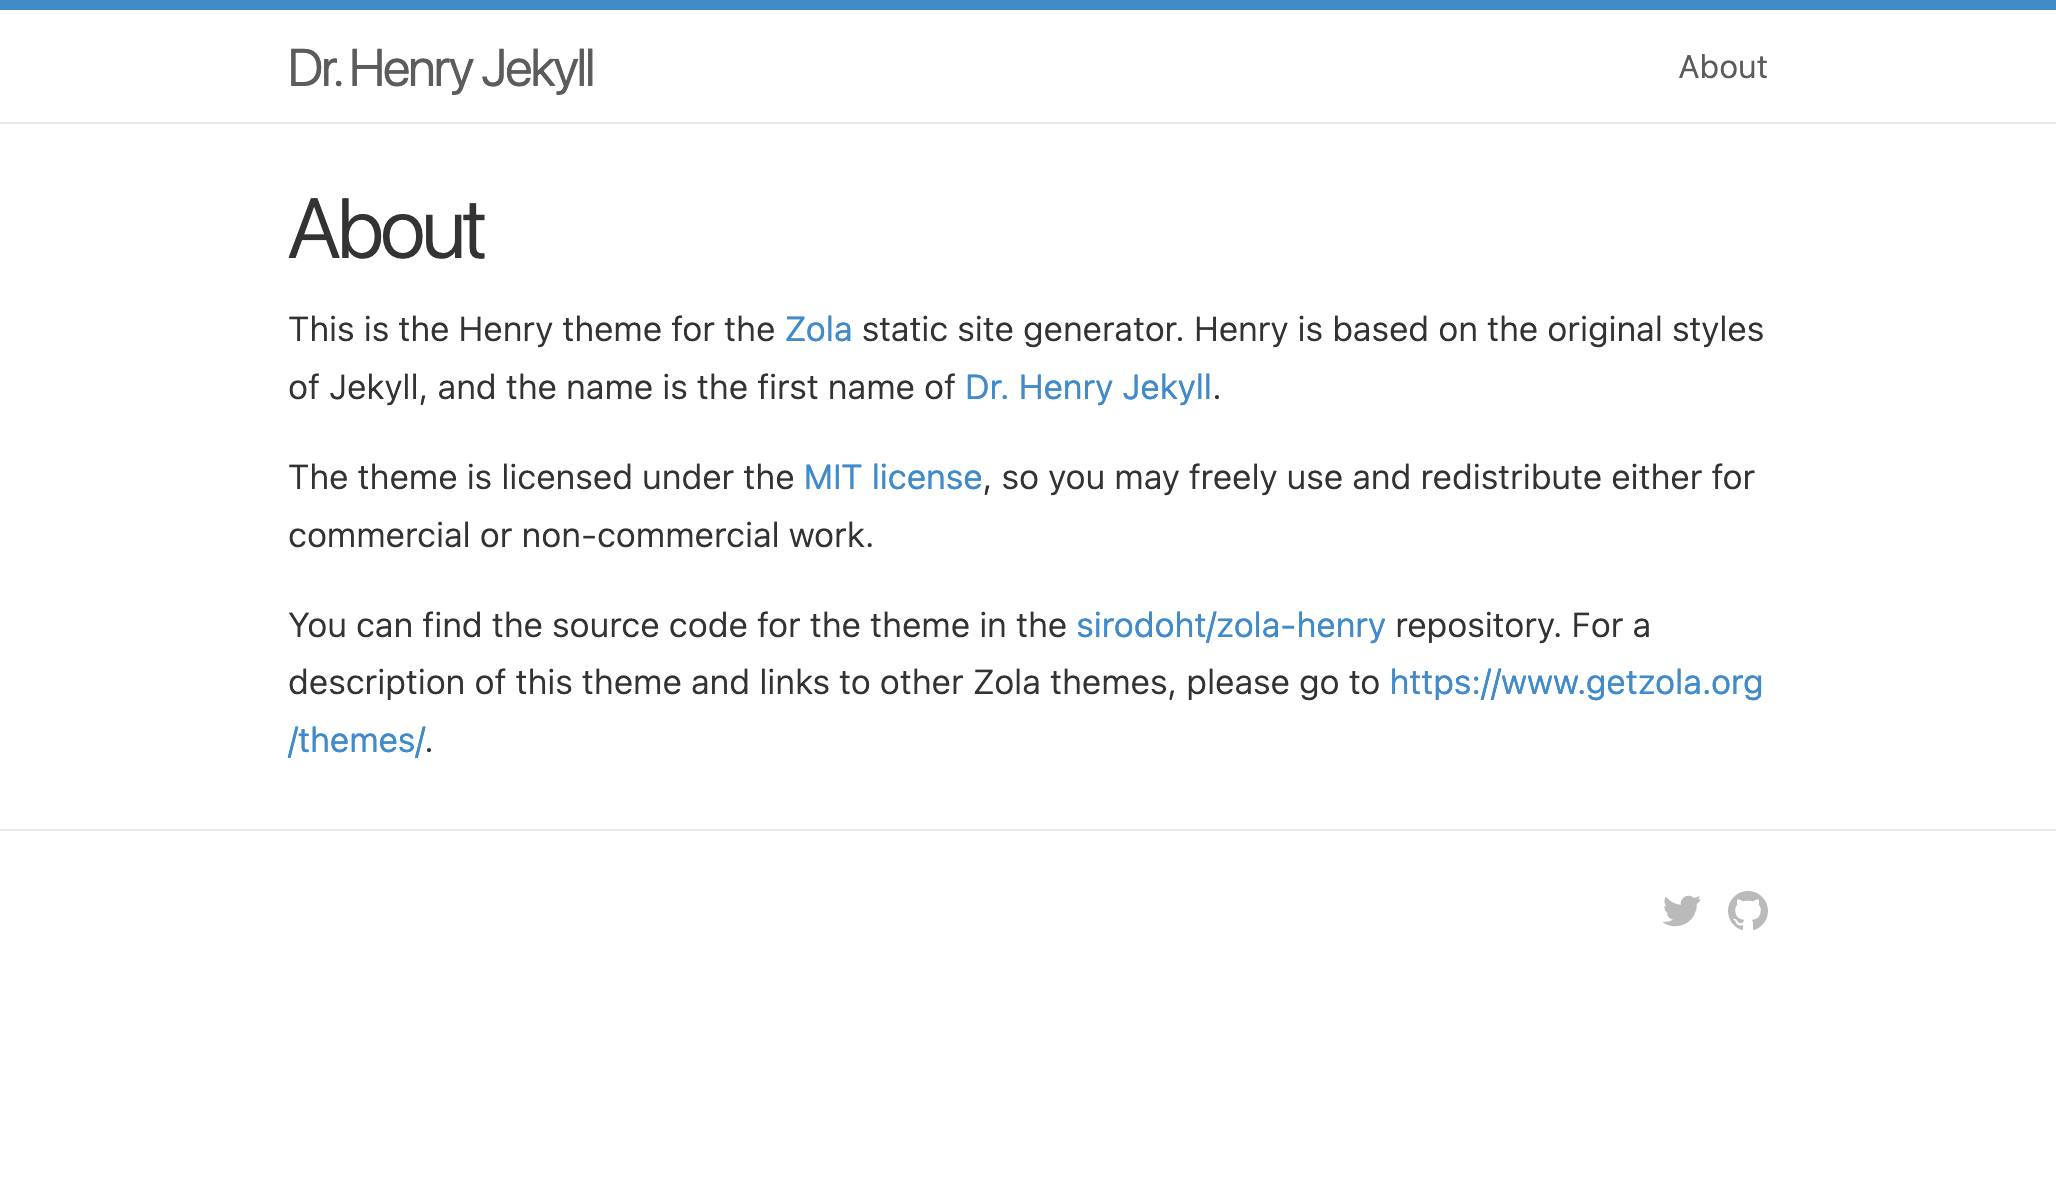 Dr. Henry Jekyll
About
About
This is the Henry theme for the Zola static site generator. Henry is based on the original styles
of Jekyll, and the name is the first name of Dr. Henry Jekyll.
The theme is licensed under the MIT license, so you may freely use and redistribute either for
commercial or non-commercial work.
You can find the source code for the theme in the sirodoht/zola-henry repository. For a
description of this theme and links to other Zola themes, please go to https://www.getzola.org
/themes/.